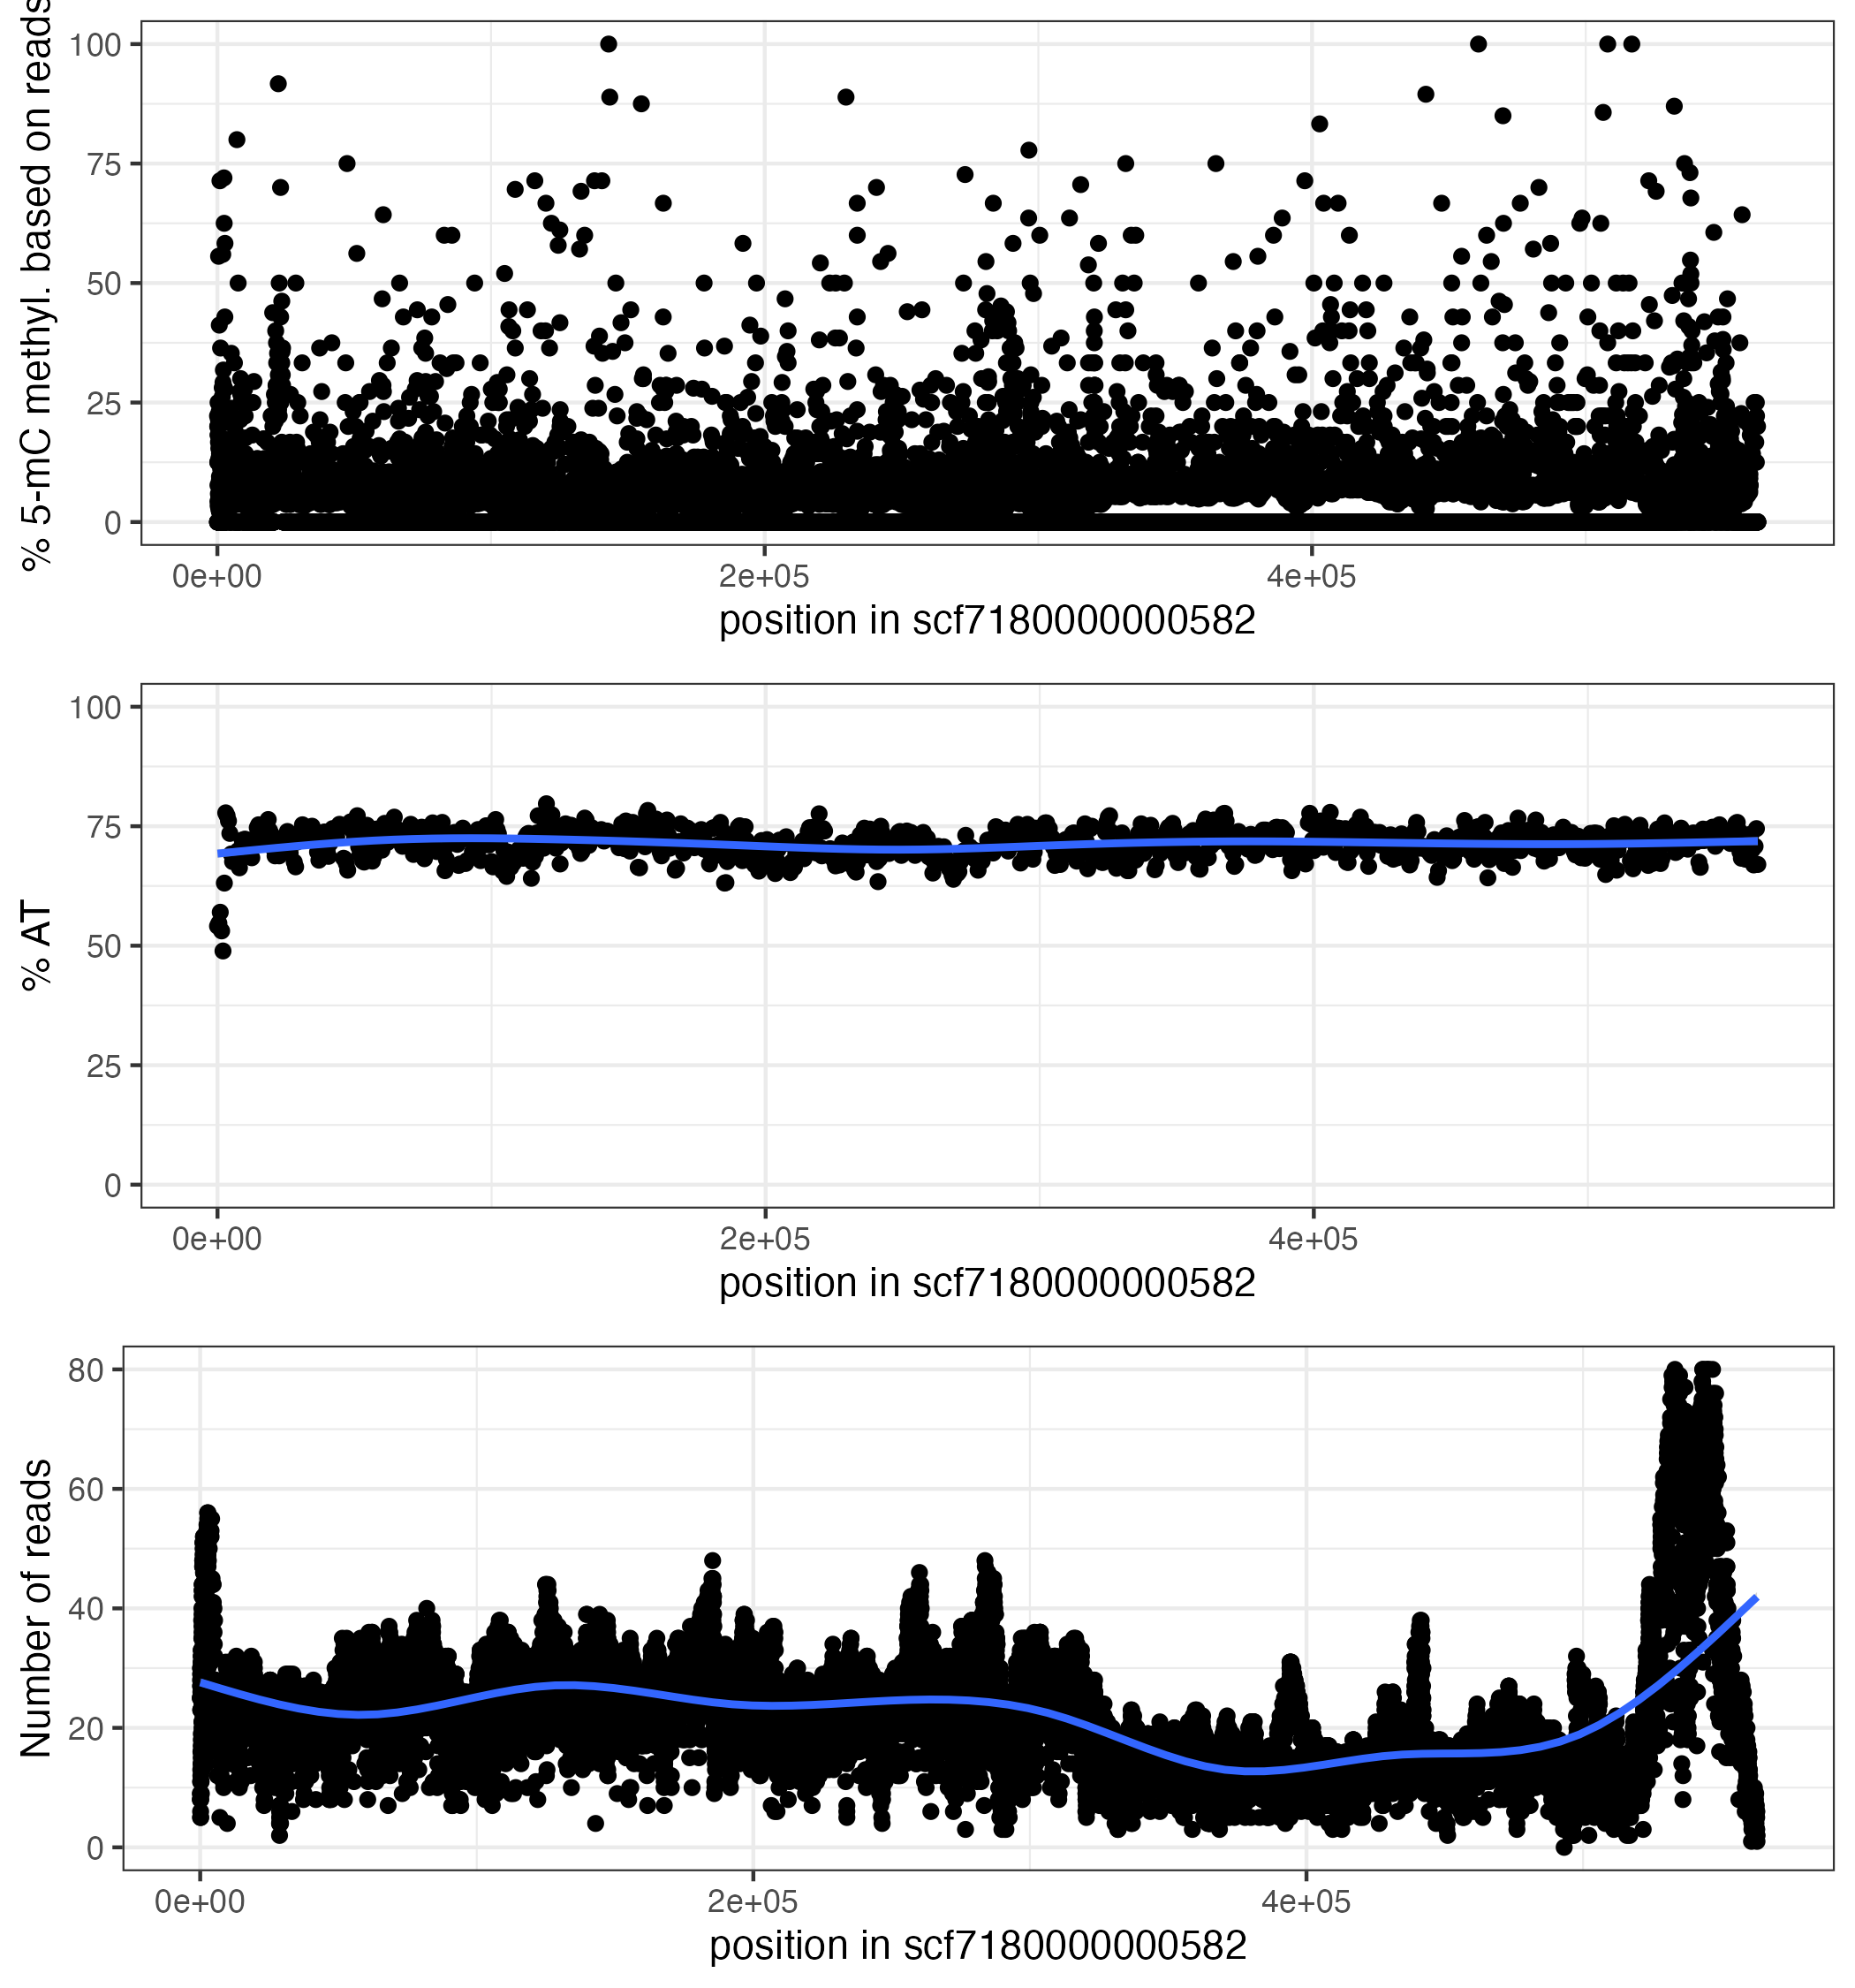 % 5-mC methyl. based on reads
100
75
50
25
0
0e+00 2e+05 4e+05
position in scf7180000000582
% AT
100
75
50
25
0
0e+00 2e+05 4e+05
position in scf7180000000582
Number of reads
80
60
40
20
0
0e+00 2e+05 4e+05
position in scf7180000000582